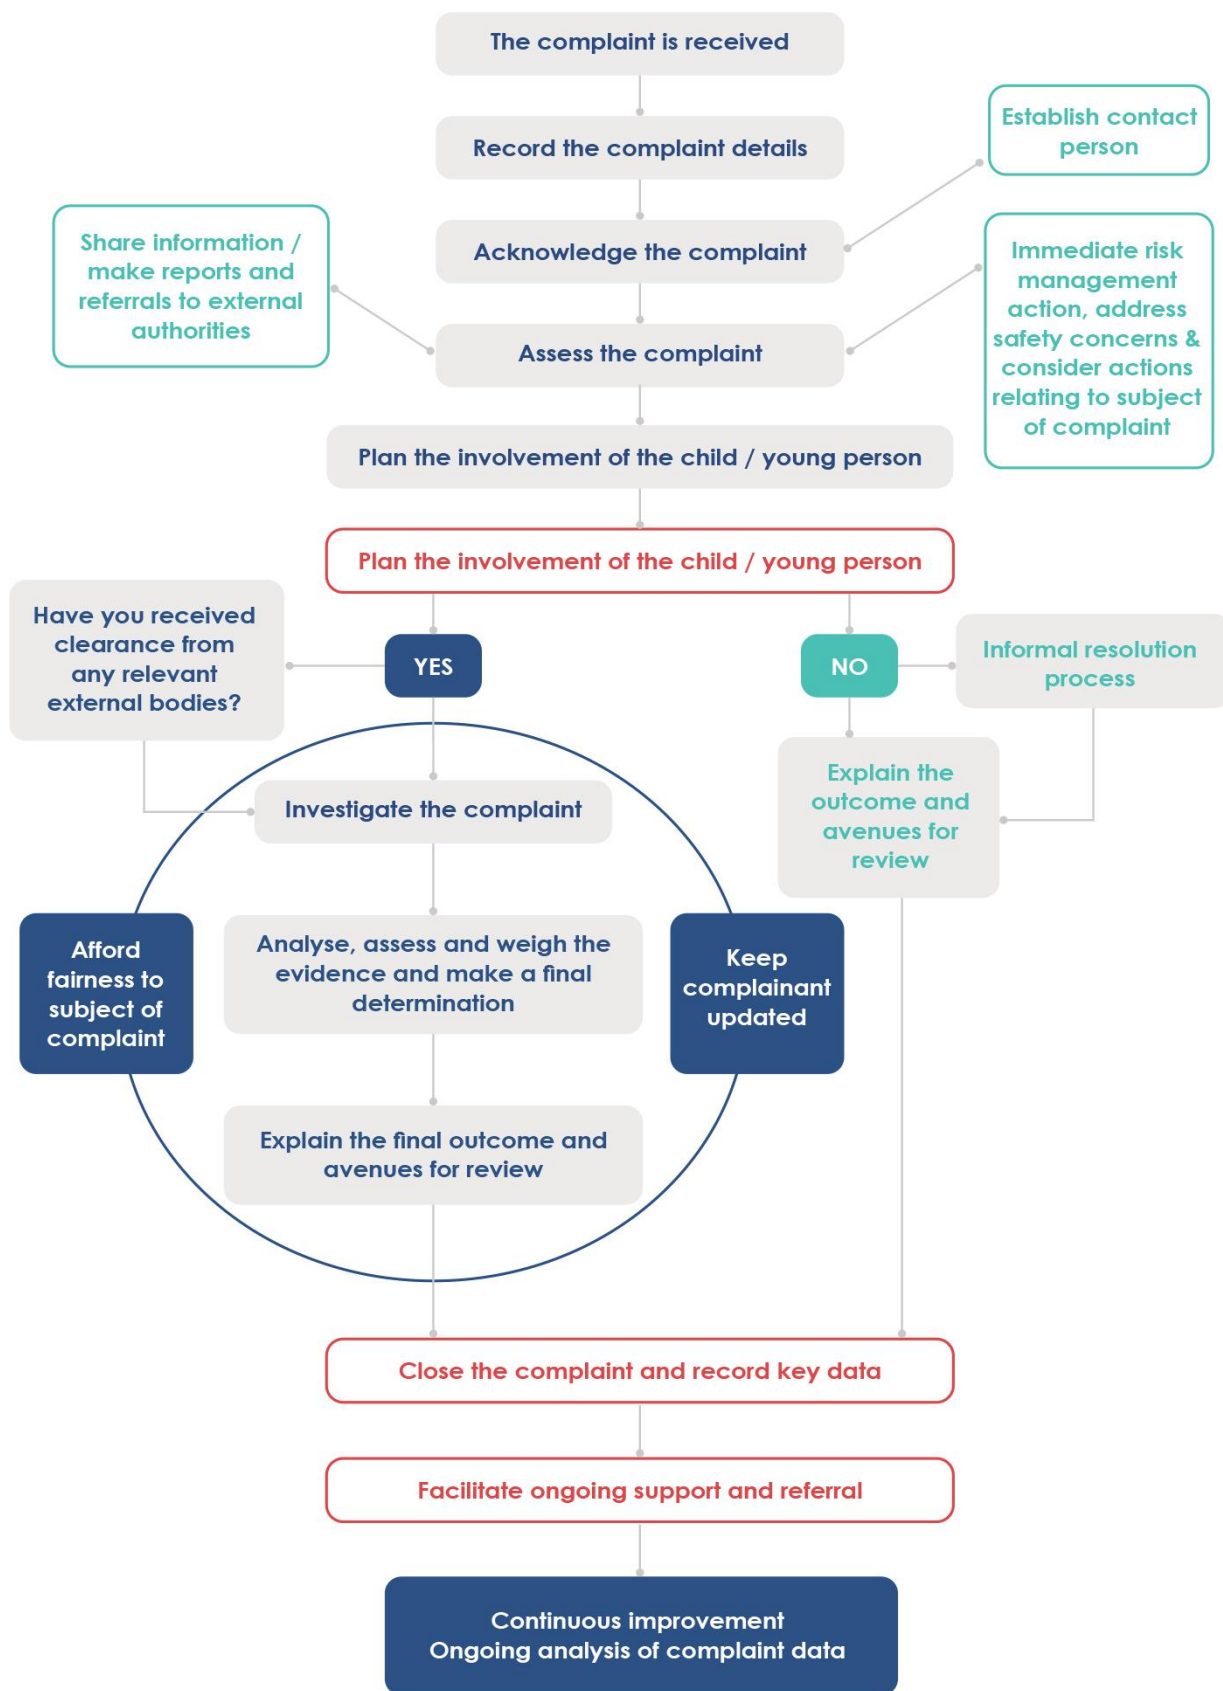 The complaint is received
Record the complaint details
Establish contact
person
Acknowledge the complaint
Share information /
make reports and
referrals to external
authorities
Immediate risk
management
action, address
safety concerns &
consider actions
relating to subject
of complaint
Assess the complaint
Plan the involvement of the child / young person
Plan the involvement of the child / young person
Have you received
clearance from
any relevant
external bodies?
YES
NO
Informal resolution
process
Investigate the complaint
Explain the
outcome and
avenues for
review
Afford
fairness to
subject of
complaint
Analyse, assess and weigh the
evidence and make a final
determination
Keep
complainant
updated
Explain the final outcome and
avenues for review
Close the complaint and record key data
Facilitate ongoing support and referral
Continuous improvement
Ongoing analysis of complaint data